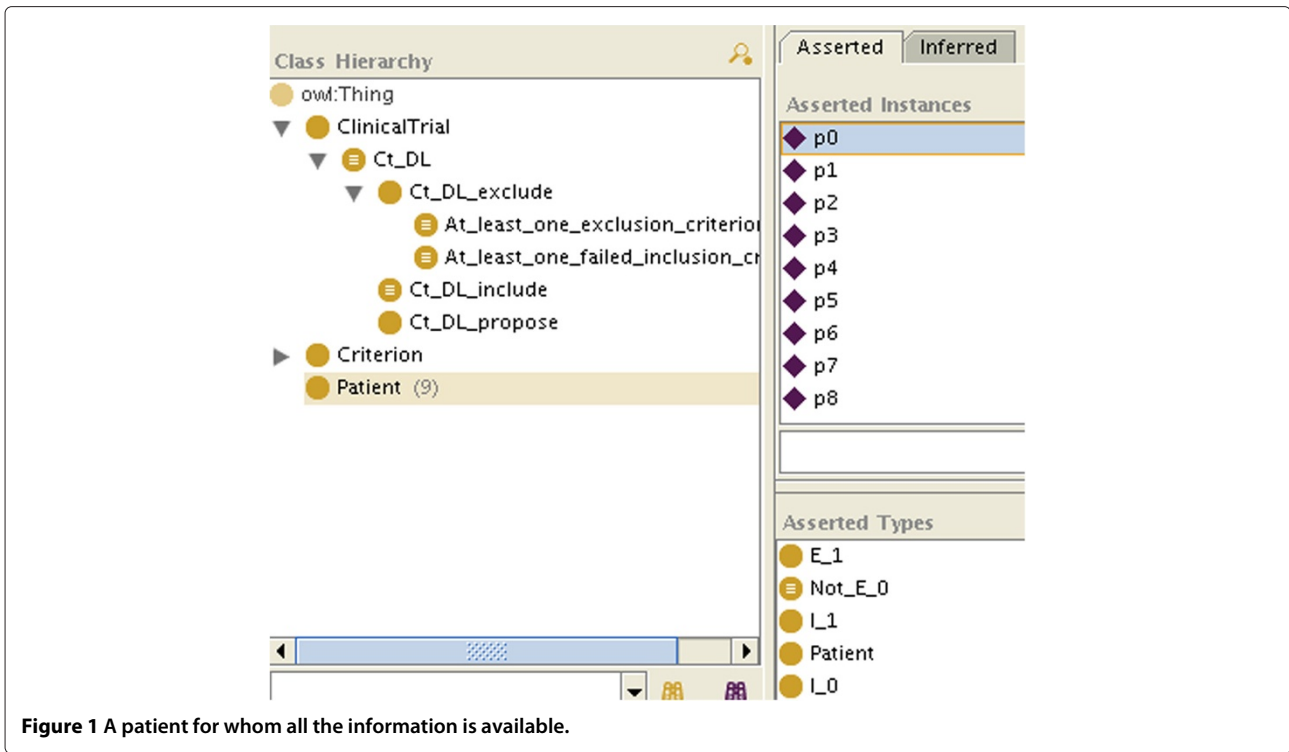 Class Hierarchy
owl:Thing
ClinicalTrial
Ct_DL
Ct_DL_exclude
At_least_one_exclusion_criterio
At_least_one_failed_inclusion_cr
Ct_DL_include
Ct_DL_propose
Criterion
Patient (9)
Asserted Inferred
Asserted Instances
p0
p1
p2
p3
p4
p5
p6
p7
p8
Asserted Types
E_1
Not_E_0
I_1
Patient
I_0
Figure 1 A patient for whom all the information is available.